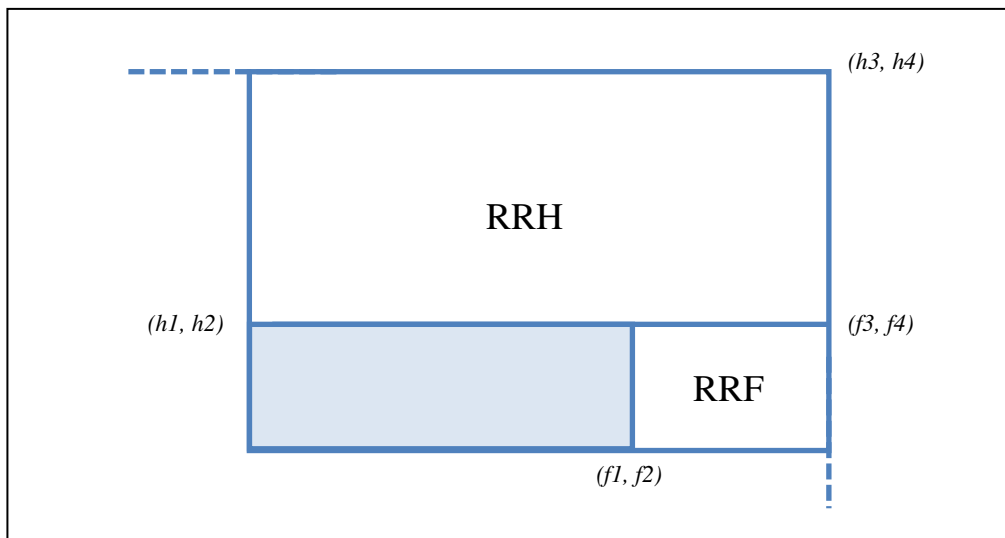 (h3, h4)
RRH
(h1, h2)
(f3, f4)
RRF
(f1, f2)